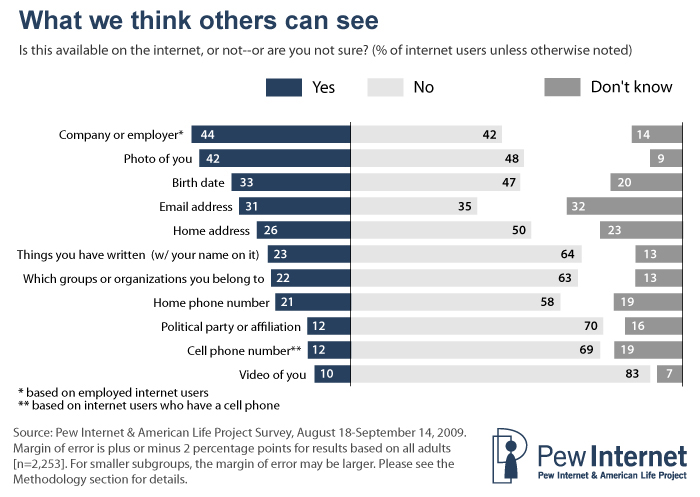 What we think others can see
Is this available on the internet, or not--or are you not sure? (% of internet users unless otherwise noted)
Yes No Don't know
Company or employer* 44 42 14
Photo of you 42 48 9
Birth date 33 47 20
Email address 31 35 32
Home address 26 50 23
Things you have written (w/ your name on it) 23 64 13
Which groups or organizations you belong to 22 63 13
Home phone number 21 58 19
Political party or affiliation 12 70 16
Cell phone number** 12 69 19
Video of you 10 83 7
* based on employed internet users
** based on internet users who have a cell phone
Source: Pew Internet & American Life Project Survey, August 18-September 14, 2009.
Margin of error is plus or minus 2 percentage points for results based on all adults
[n=2,253]. For smaller subgroups, the margin of error may be larger. Please see the
Methodology section for details.
Pew Internet
Pew Internet & American Life Project